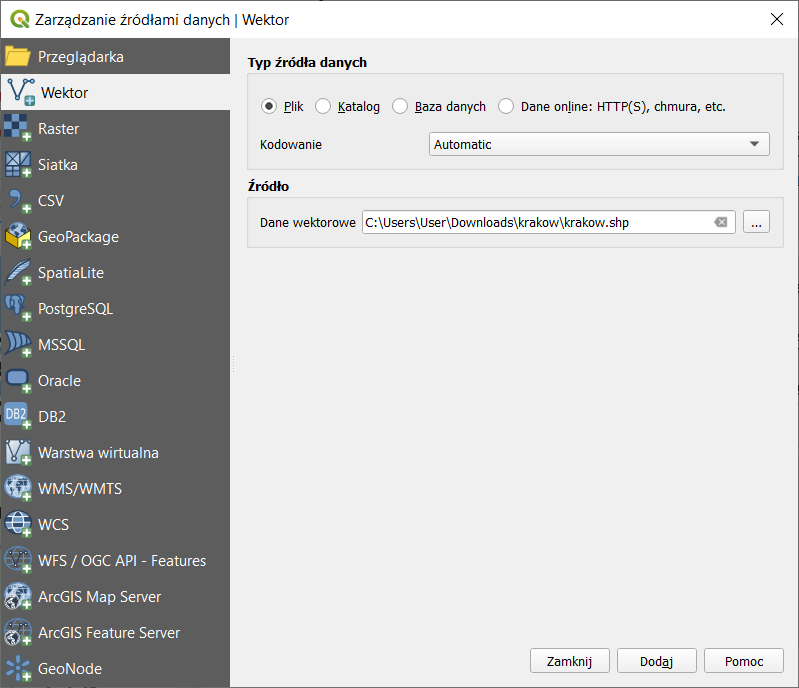 Zarządzanie źródłami danych | Wektor
Przeglądarka
Wektor
Raster
Siatka
CSV
GeoPackage
SpatiaLite
PostgreSQL
MSSQL
Oracle
DB2
DB2
Warstwa wirtualna
WMS/WMTS
WCS
WFS / OGC API - Features
ArcGIS Map Server
ArcGIS Feature Server
GeoNode
Typ źródła danych
Plik Katalog Baza danych Dane online: HTTP(S), chmura, etc.
Kodowanie Automatic
Źródło
Dane wektorowe C:\Users\User\Downloads\krakow\krakow.shp ...
Zamknij Dodaj Pomoc